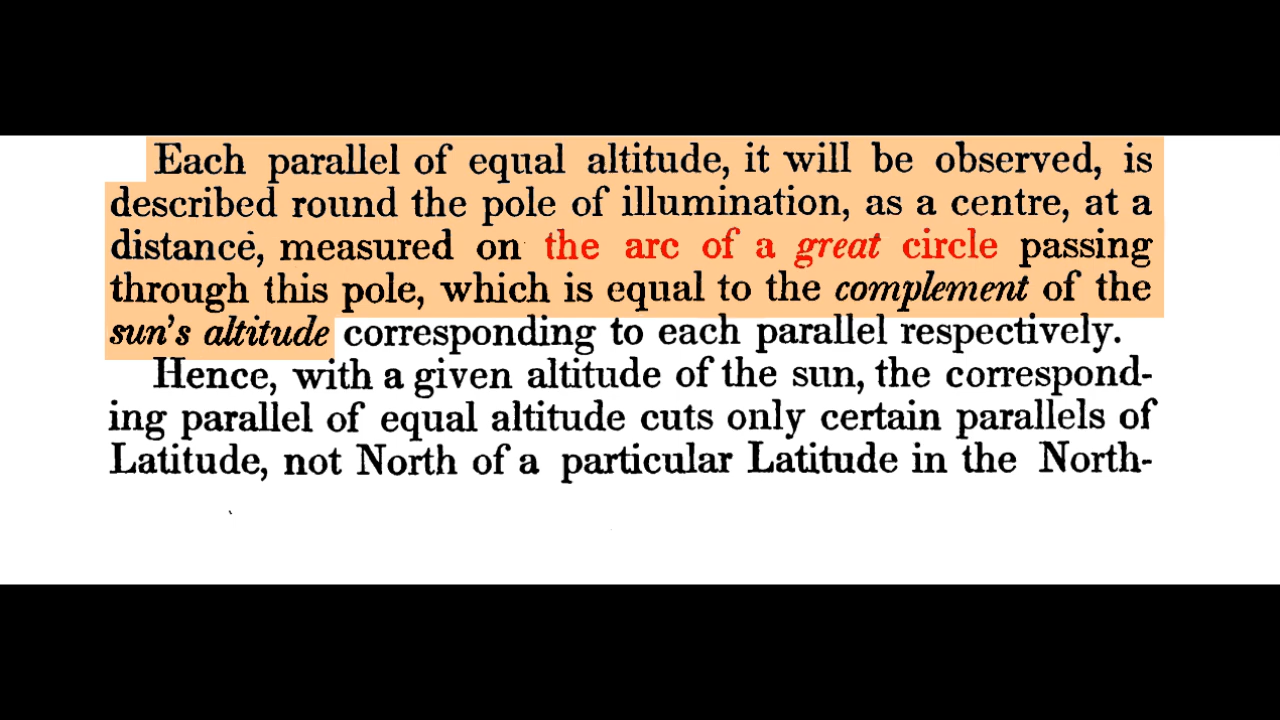 Each parallel of equal altitude, it will be observed, is
described round the pole of illumination, as a centre, at a
distance, measured on the arc of a great circle passing
through this pole, which is equal to the complement of the
sun's altitude corresponding to each parallel respectively.
Hence, with a given altitude of the sun, the correspond-
ing parallel of equal altitude cuts only certain parallels of
Latitude, not North of a particular Latitude in the North-